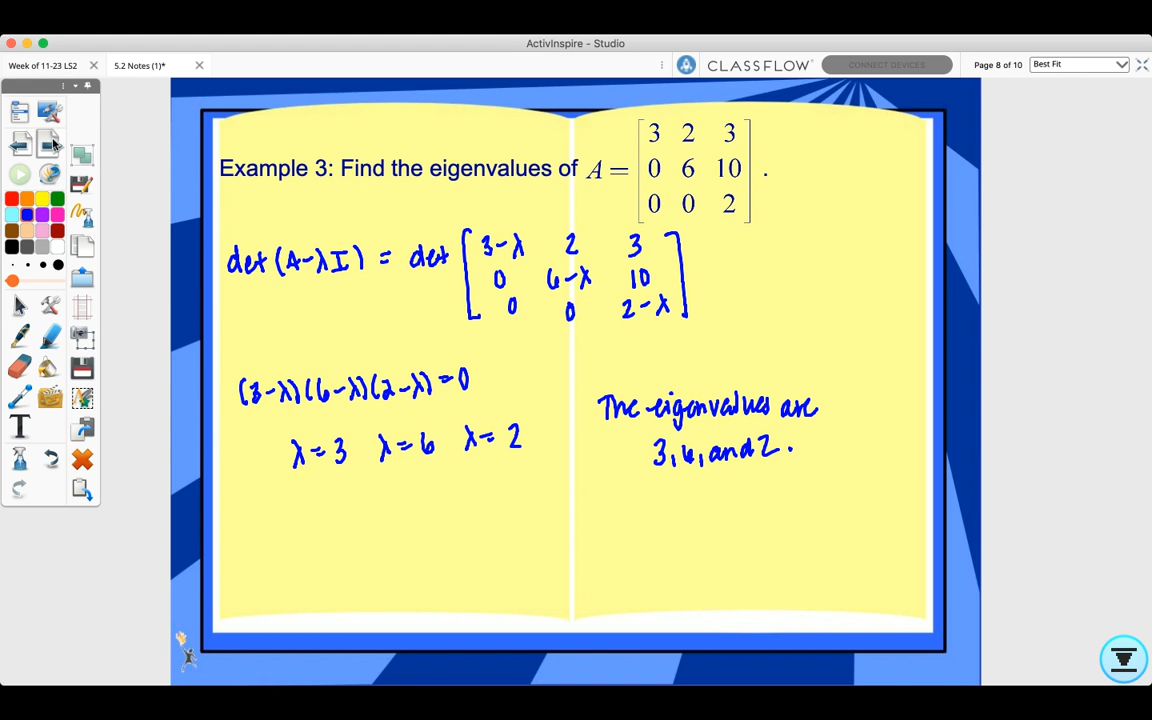 ActivInspire - Studio
Week of 11-23 LS2
5.2 Notes (1)*
CLASSFLOW
CONNECT DEVICES
Page 8 of 10
Best Fit
Example 3: Find the eigenvalues of A = [3 2 3
0 6 10
0 0 2].
det(A-λI) = det [3-λ 2 3
0 6-λ 10
0 0 2-λ]
(3-λ)(6-λ)(2-λ)=0
λ=3 λ=6 λ=2
The eigenvalues are
3, 6, and 2.